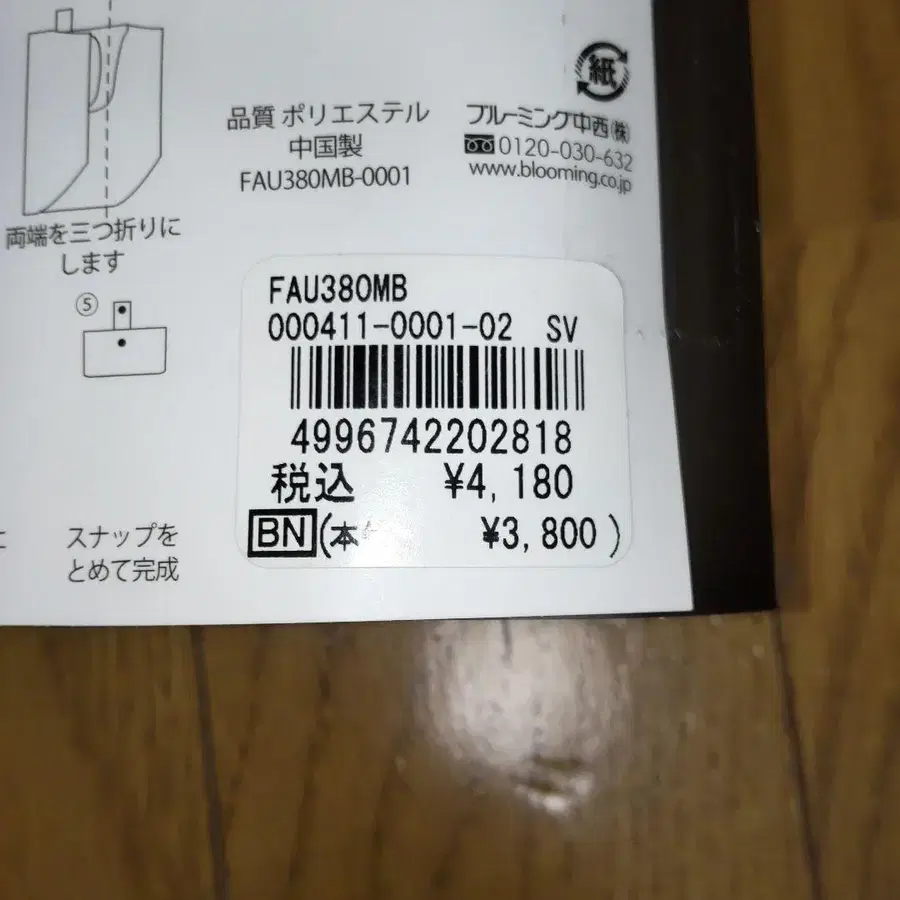 紙
品質 ポリエステル
中国製
FAU380MB-0001
ブルーミング中西㈱
0120-030-632
www.blooming.co.jp
両端を三つ折りに
します
⑤
スナップを
とめて完成
FAU380MB
000411-0001-02 SV
4996742202818
税込 ¥4,180
BN (本 ¥3,800)